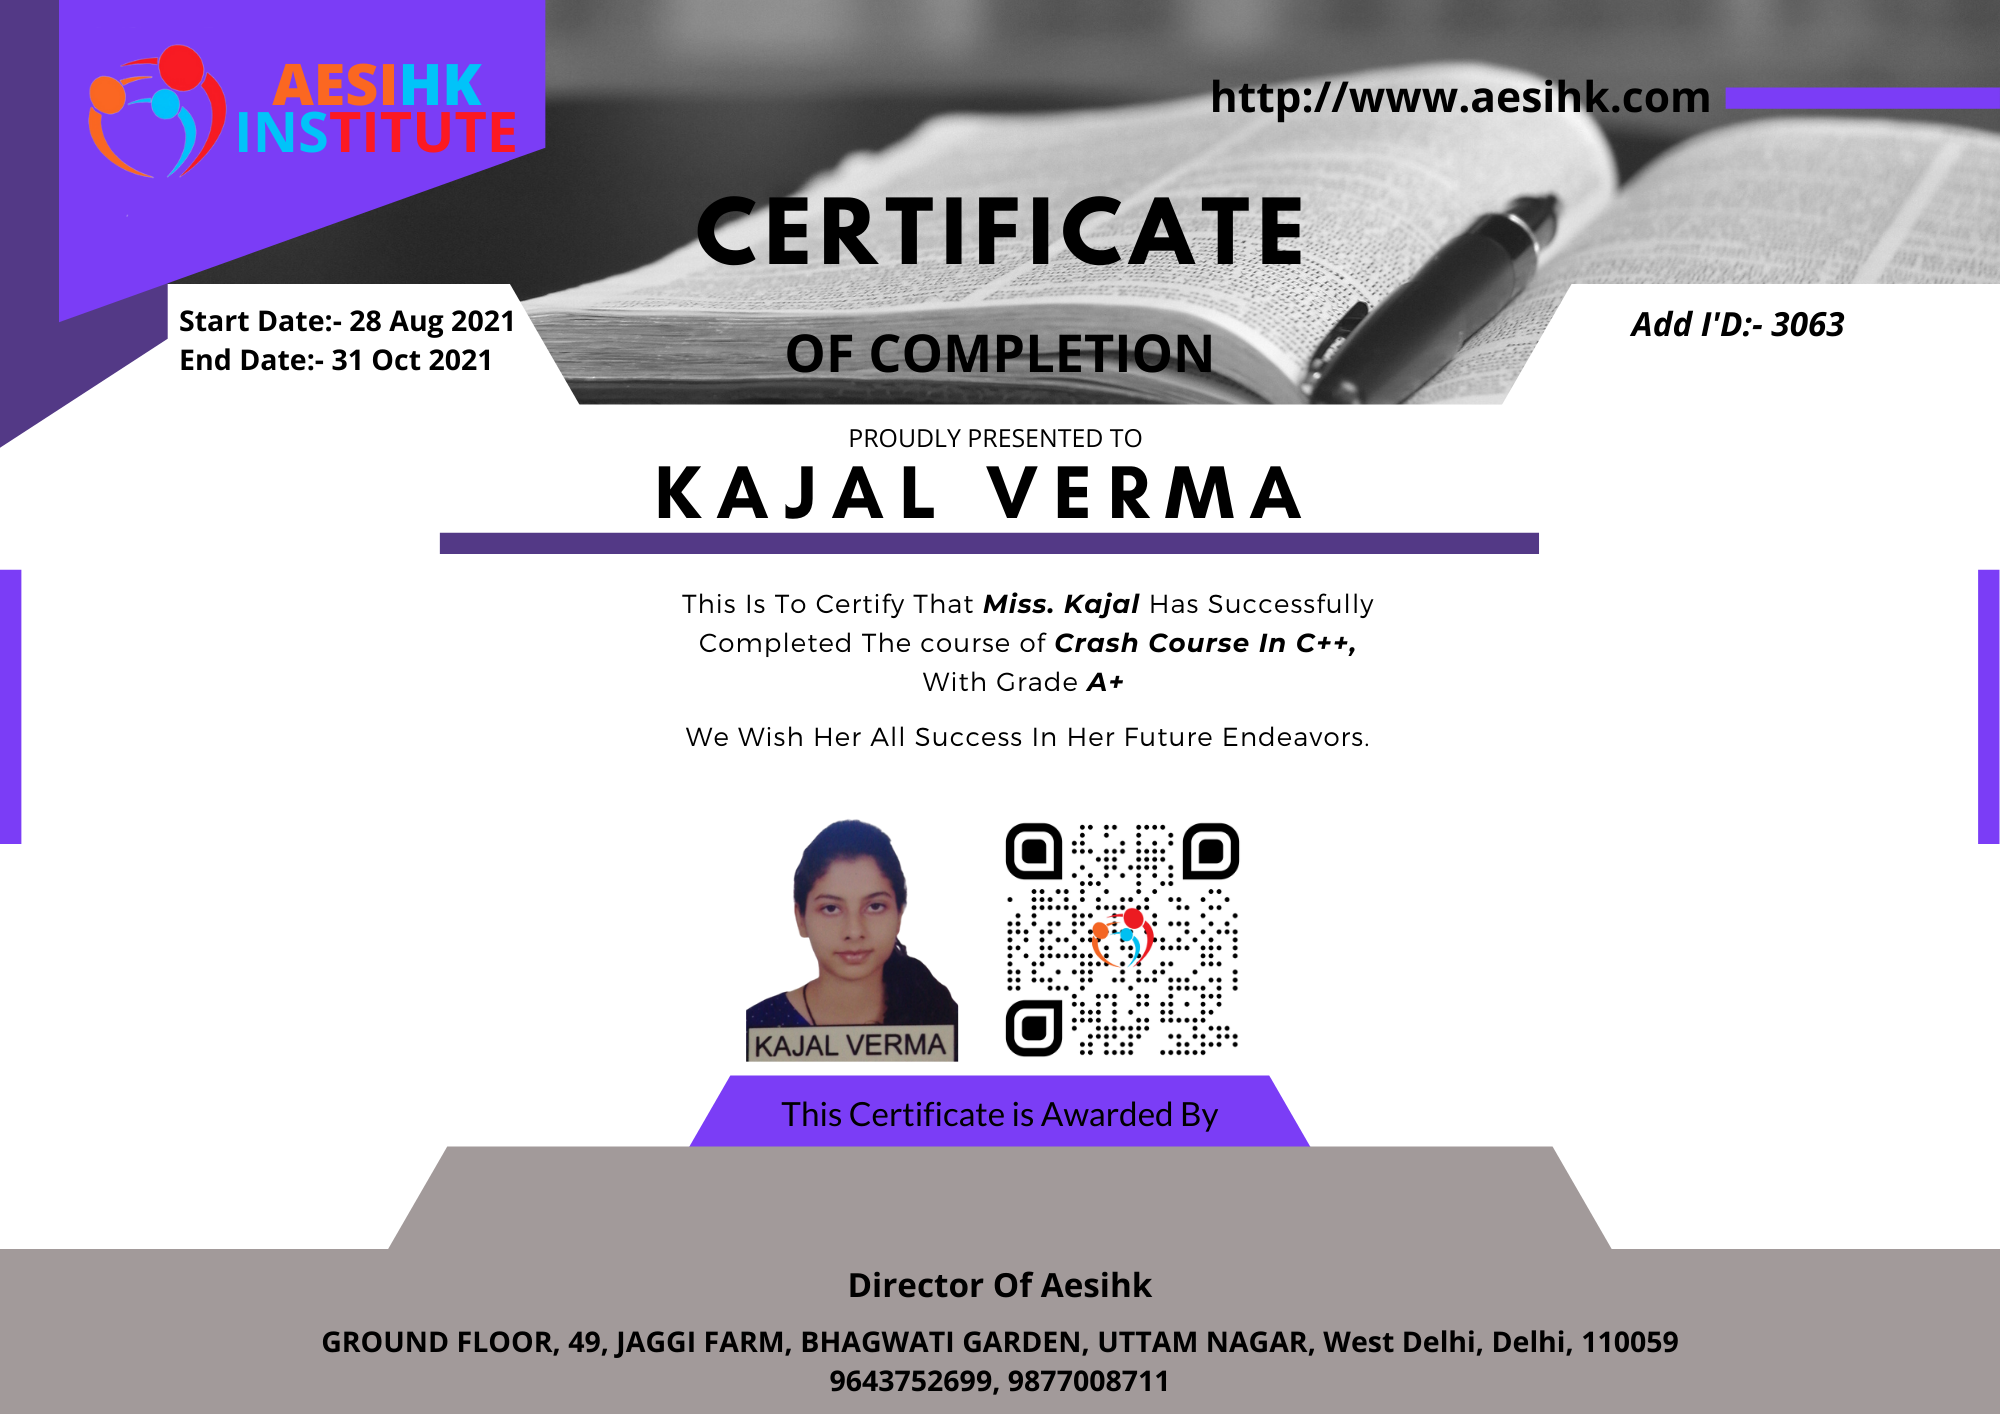 AESIHK
INSTITUTE
http://www.aesihk.com
CERTIFICATE
OF COMPLETION
Start Date:- 28 Aug 2021
End Date:- 31 Oct 2021
Add I'D:- 3063
PROUDLY PRESENTED TO
KAJAL VERMA
This Is To Certify That Miss. Kajal Has Successfully
Completed The course of Crash Course In C++,
With Grade A+
We Wish Her All Success In Her Future Endeavors.
KAJAL VERMA
This Certificate is Awarded By
Director Of Aesihk
GROUND FLOOR, 49, JAGGI FARM, BHAGWATI GARDEN, UTTAM NAGAR, West Delhi, Delhi, 110059
9643752699, 9877008711